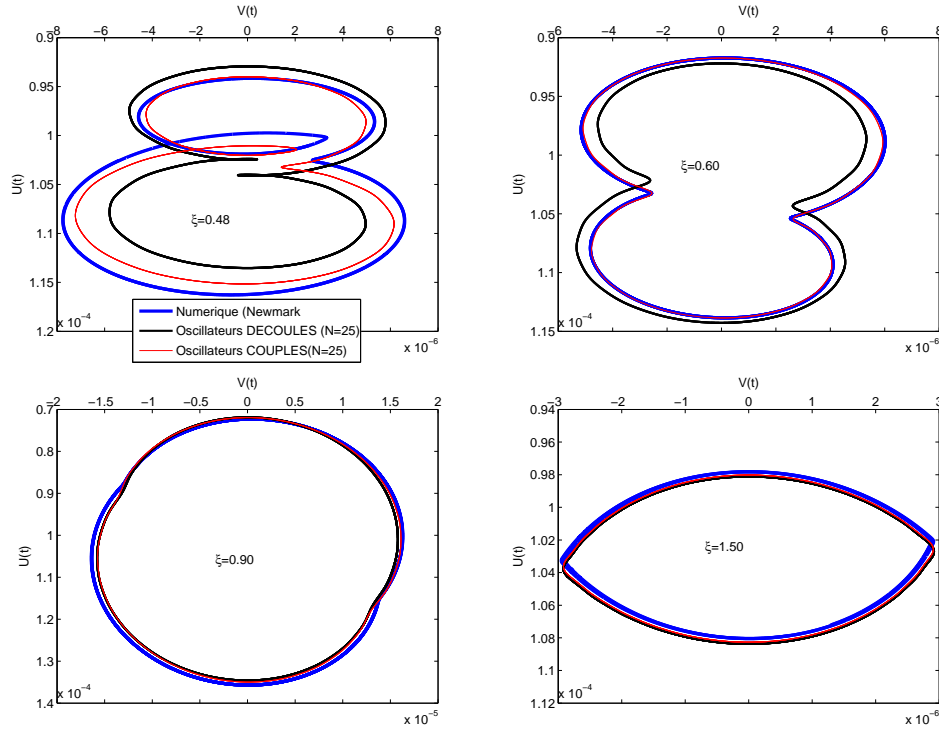 V(t)
−8 −6 −4 −2 0 2 4 6 8
0.9
0.95
1
1.05
1.1
1.15
1.2
U(t)
ξ=0.48
x 10⁻⁴
x 10⁻⁶
Numerique (Newmark
Oscillateurs DECOULES (N=25)
Oscillateurs COUPLES(N=25)
V(t)
−6 −4 −2 0 2 4 6 8
0.9
0.95
1
1.05
1.1
1.15
U(t)
ξ=0.60
x 10⁻⁴
x 10⁻⁶
V(t)
−2 −1.5 −1 −0.5 0 0.5 1 1.5 2
0.7
0.8
0.9
1
1.1
1.2
1.3
1.4
U(t)
ξ=0.90
x 10⁻⁴
x 10⁻⁵
V(t)
−3 −2 −1 0 1 2 3
0.94
0.96
0.98
1
1.02
1.04
1.06
1.08
1.1
1.12
U(t)
ξ=1.50
x 10⁻⁴
x 10⁻⁶